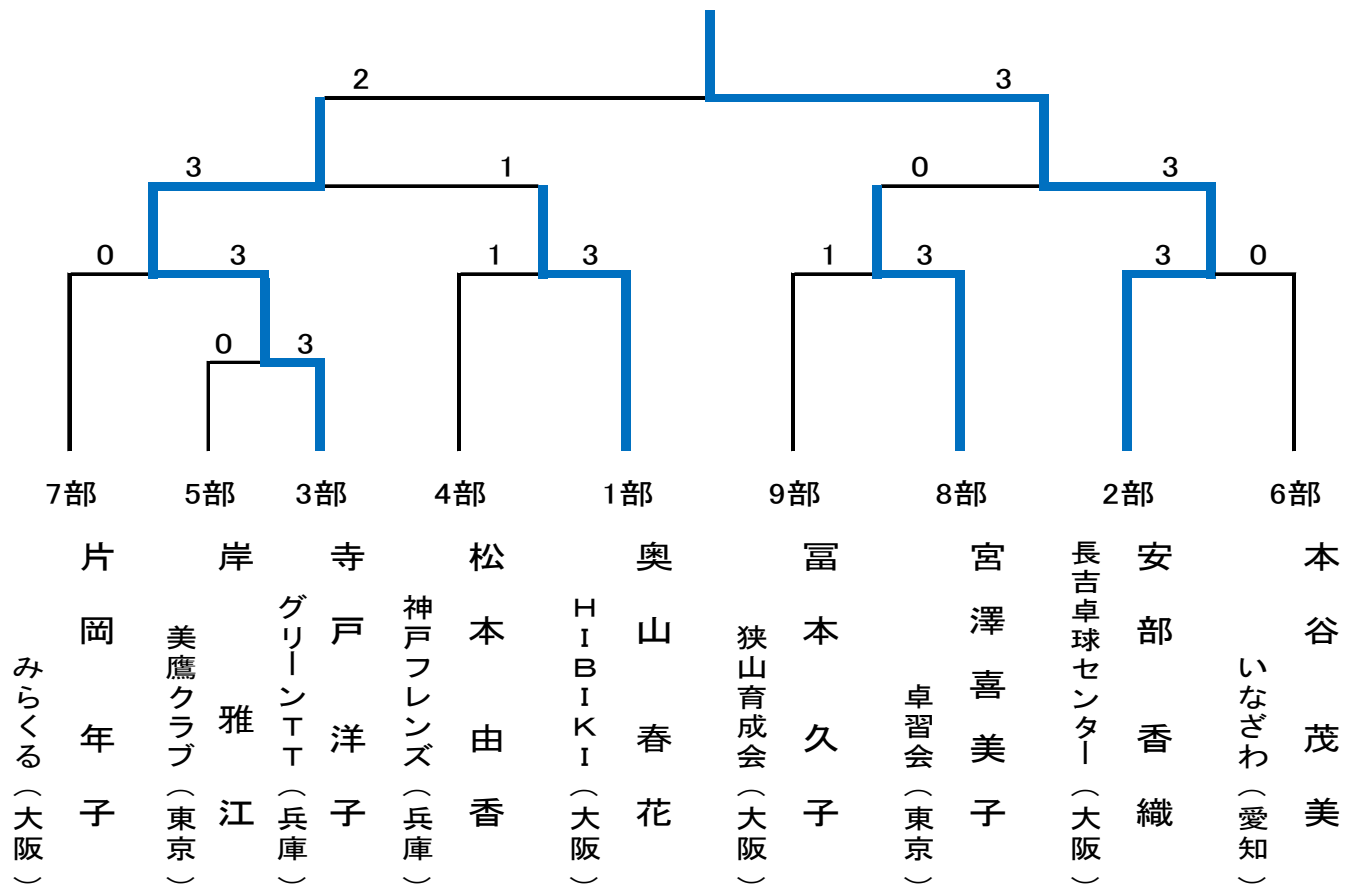 2
3
3
1
0
3
0
3
1
3
1
3
3
0
0
3
7部
5部
3部
4部
1部
9部
8部
2部
6部
片岡年子
みらくる（大阪）
岸雅江
美鷹クラブ（東京）
寺戸洋子
グリーンTT（兵庫）
松本由香
神戸フレンズ（兵庫）
奥山春花
HIBIKI（大阪）
冨本久子
狭山育成会（大阪）
宮澤喜美子
卓習会（東京）
安部香織
長吉卓球センター（大阪）
本谷茂美
いなざわ（愛知）